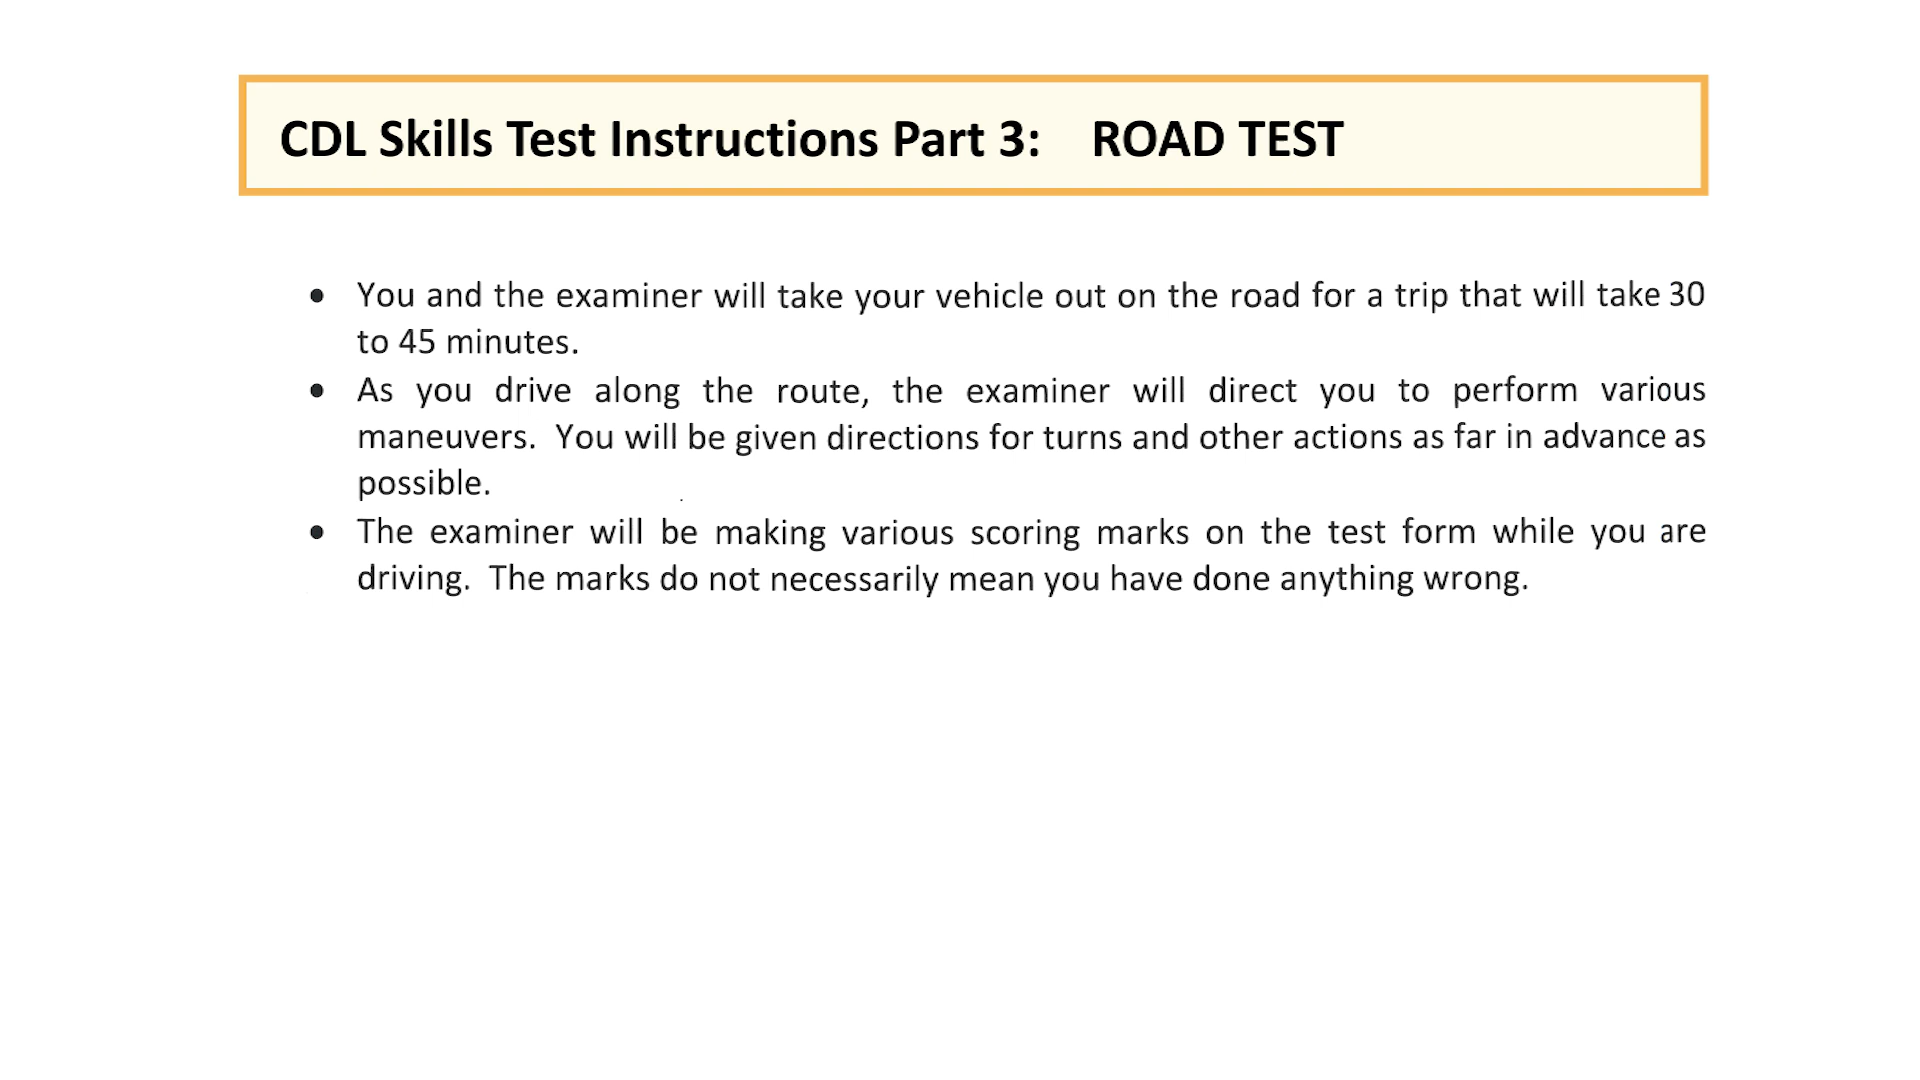 CDL Skills Test Instructions Part 3: ROAD TEST
• You and the examiner will take your vehicle out on the road for a trip that will take 30
to 45 minutes.
• As you drive along the route, the examiner will direct you to perform various
maneuvers. You will be given directions for turns and other actions as far in advance as
possible.
• The examiner will be making various scoring marks on the test form while you are
driving. The marks do not necessarily mean you have done anything wrong.